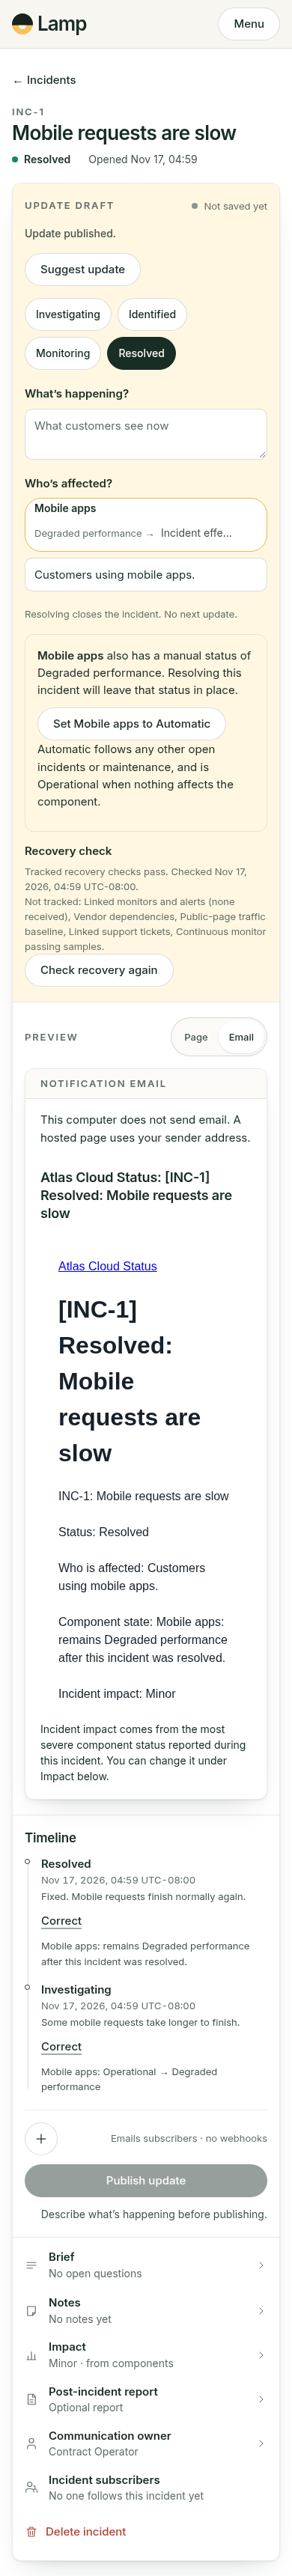 Lamp
Menu
← Incidents
INC-1
Mobile requests are slow
Resolved Opened Nov 17, 04:59
UPDATE DRAFT
Not saved yet
Update published.
Suggest update
Investigating
Identified
Monitoring
Resolved
What's happening?
What customers see now
Who's affected?
Mobile apps
Degraded performance → Incident effe...
Customers using mobile apps.
Resolving closes the incident. No next update.
Mobile apps also has a manual status of
Degraded performance. Resolving this
incident will leave that status in place.
Set Mobile apps to Automatic
Automatic follows any other open
incidents or maintenance, and is
Operational when nothing affects the
component.
Recovery check
Tracked recovery checks pass. Checked Nov 17,
2026, 04:59 UTC-08:00.
Not tracked: Linked monitors and alerts (none
received), Vendor dependencies, Public-page traffic
baseline, Linked support tickets, Continuous monitor
passing samples.
Check recovery again
PREVIEW
Page
Email
NOTIFICATION EMAIL
This computer does not send email. A
hosted page uses your sender address.
Atlas Cloud Status: [INC-1]
Resolved: Mobile requests are
slow
Atlas Cloud Status
[INC-1]
Resolved:
Mobile
requests are
slow
INC-1: Mobile requests are slow
Status: Resolved
Who is affected: Customers
using mobile apps.
Component state: Mobile apps:
remains Degraded performance
after this incident was resolved.
Incident impact: Minor
Incident impact comes from the most
severe component status reported during
this incident. You can change it under
Impact below.
Timeline
Resolved
Nov 17, 2026, 04:59 UTC-08:00
Fixed. Mobile requests finish normally again.
Correct
Mobile apps: remains Degraded performance
after this incident was resolved.
Investigating
Nov 17, 2026, 04:59 UTC-08:00
Some mobile requests take longer to finish.
Correct
Mobile apps: Operational → Degraded
performance
Emails subscribers · no webhooks
Publish update
Describe what's happening before publishing.
Brief
No open questions
Notes
No notes yet
Impact
Minor · from components
Post-incident report
Optional report
Communication owner
Contract Operator
Incident subscribers
No one follows this incident yet
Delete incident